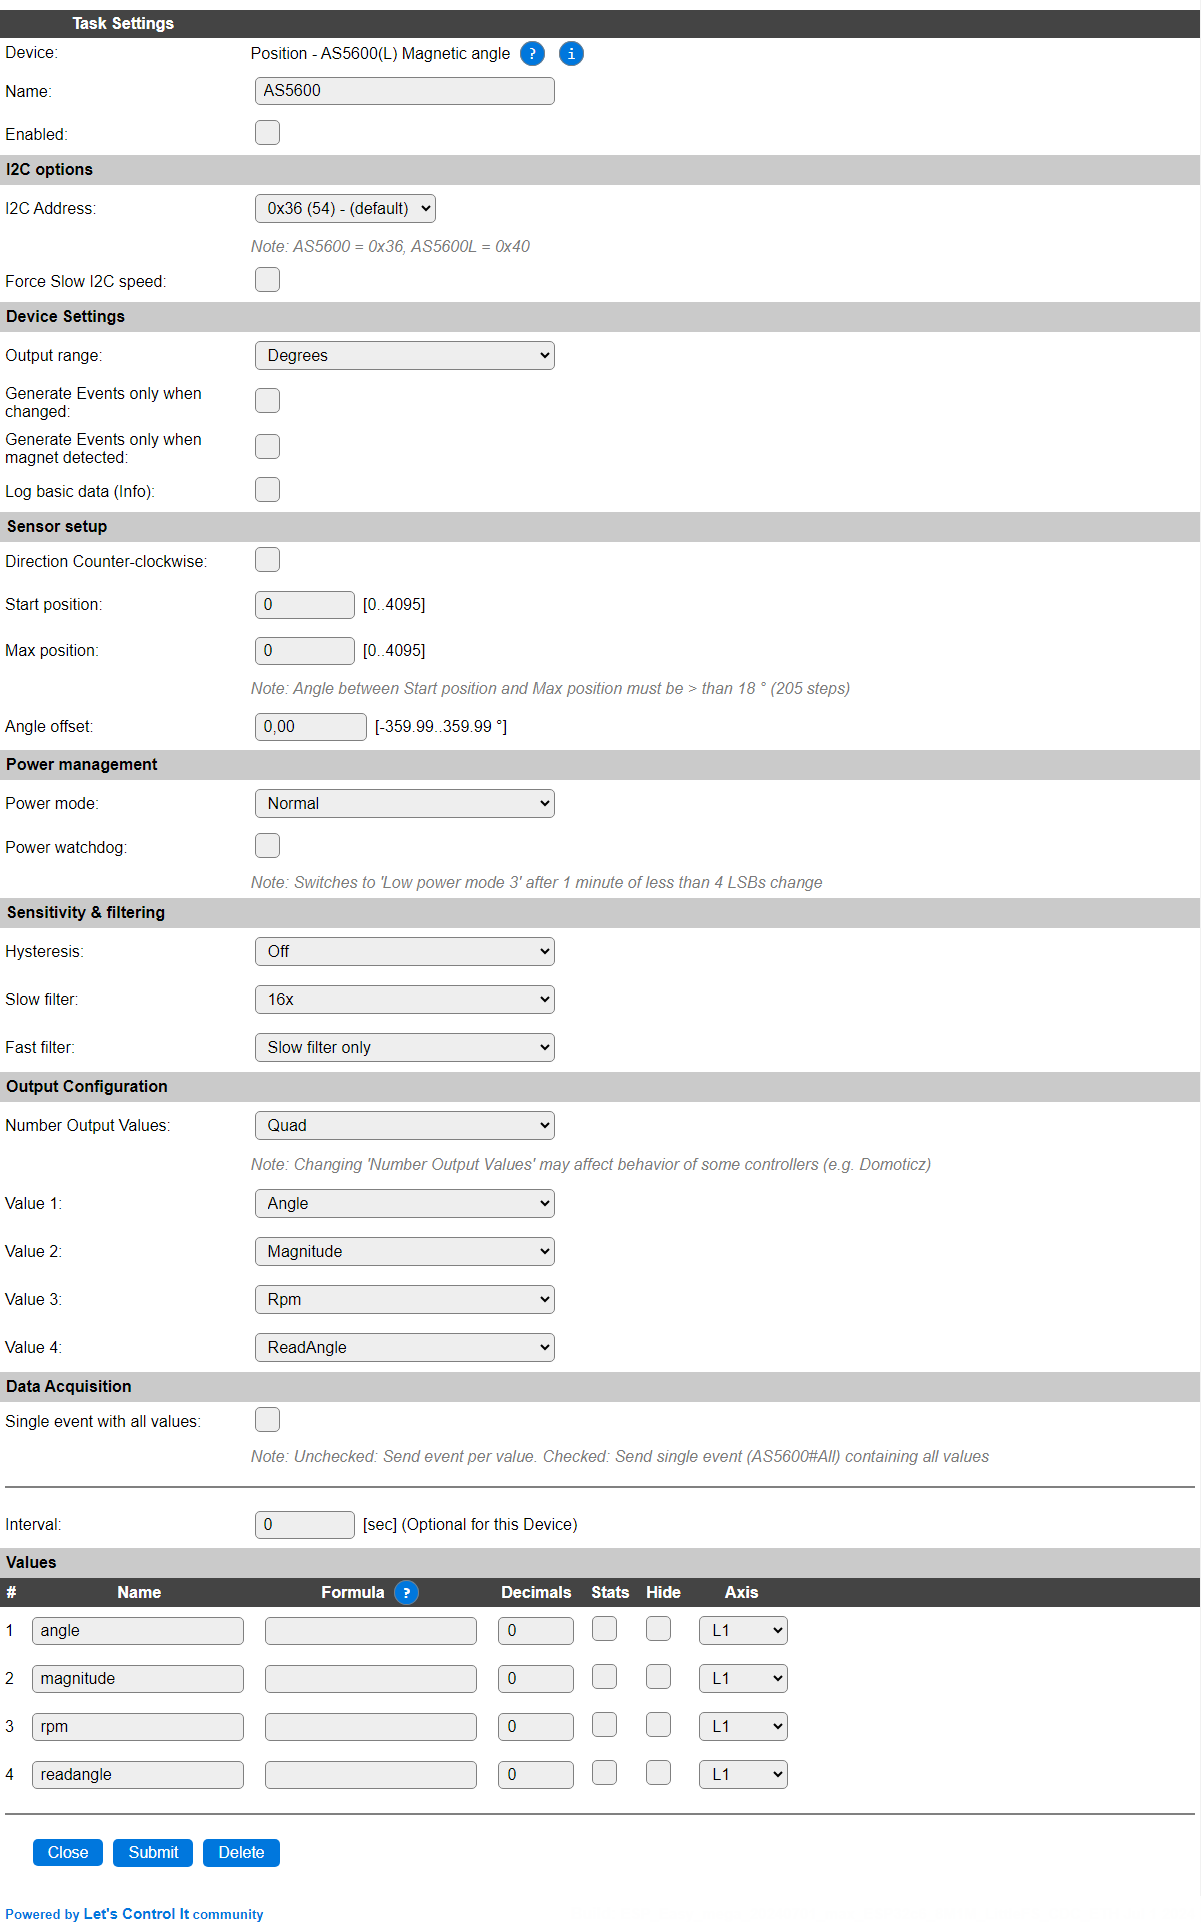 Task Settings
Device: Position - AS5600(L) Magnetic angle ? i
Name: AS5600
Enabled:
I2C options
I2C Address: 0x36 (54) - (default)
Note: AS5600 = 0x36, AS5600L = 0x40
Force Slow I2C speed:
Device Settings
Output range: Degrees
Generate Events only when
changed:
Generate Events only when
magnet detected:
Log basic data (Info):
Sensor setup
Direction Counter-clockwise:
Start position: 0 [0..4095]
Max position: 0 [0..4095]
Note: Angle between Start position and Max position must be > than 18 ° (205 steps)
Angle offset: 0,00 [-359.99..359.99 °]
Power management
Power mode: Normal
Power watchdog:
Note: Switches to 'Low power mode 3' after 1 minute of less than 4 LSBs change
Sensitivity & filtering
Hysteresis: Off
Slow filter: 16x
Fast filter: Slow filter only
Output Configuration
Number Output Values: Quad
Note: Changing 'Number Output Values' may affect behavior of some controllers (e.g. Domoticz)
Value 1: Angle
Value 2: Magnitude
Value 3: Rpm
Value 4: ReadAngle
Data Acquisition
Single event with all values:
Note: Unchecked: Send event per value. Checked: Send single event (AS5600#All) containing all values
Interval: 0 [sec] (Optional for this Device)
Values
# Name Formula ? Decimals Stats Hide Axis
1 angle 0 L1
2 magnitude 0 L1
3 rpm 0 L1
4 readangle 0 L1
Close Submit Delete
Powered by Let's Control It community